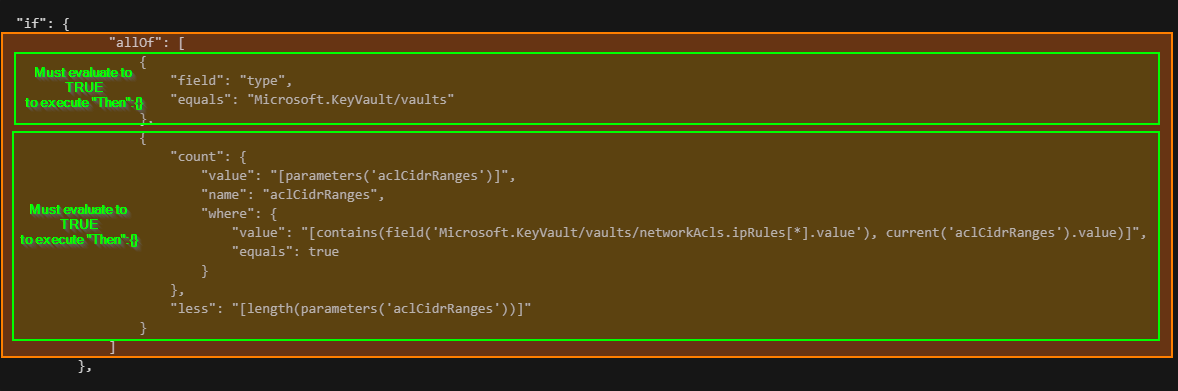 "if": {
"allOf": [
{
"field": "type",
"equals": "Microsoft.KeyVault/vaults"
},
Must evaluate to
TRUE
to execute "Then":{}
{
"count": {
"value": "[parameters('aclCidrRanges')]",
"name": "aclCidrRanges",
"where": {
"value": "[contains(field('Microsoft.KeyVault/vaults/networkAcls.ipRules[*].value'), current('aclCidrRanges').value)]",
"equals": true
}
},
"less": "[length(parameters('aclCidrRanges'))]"
}
Must evaluate to
TRUE
to execute "Then":{}
]
},